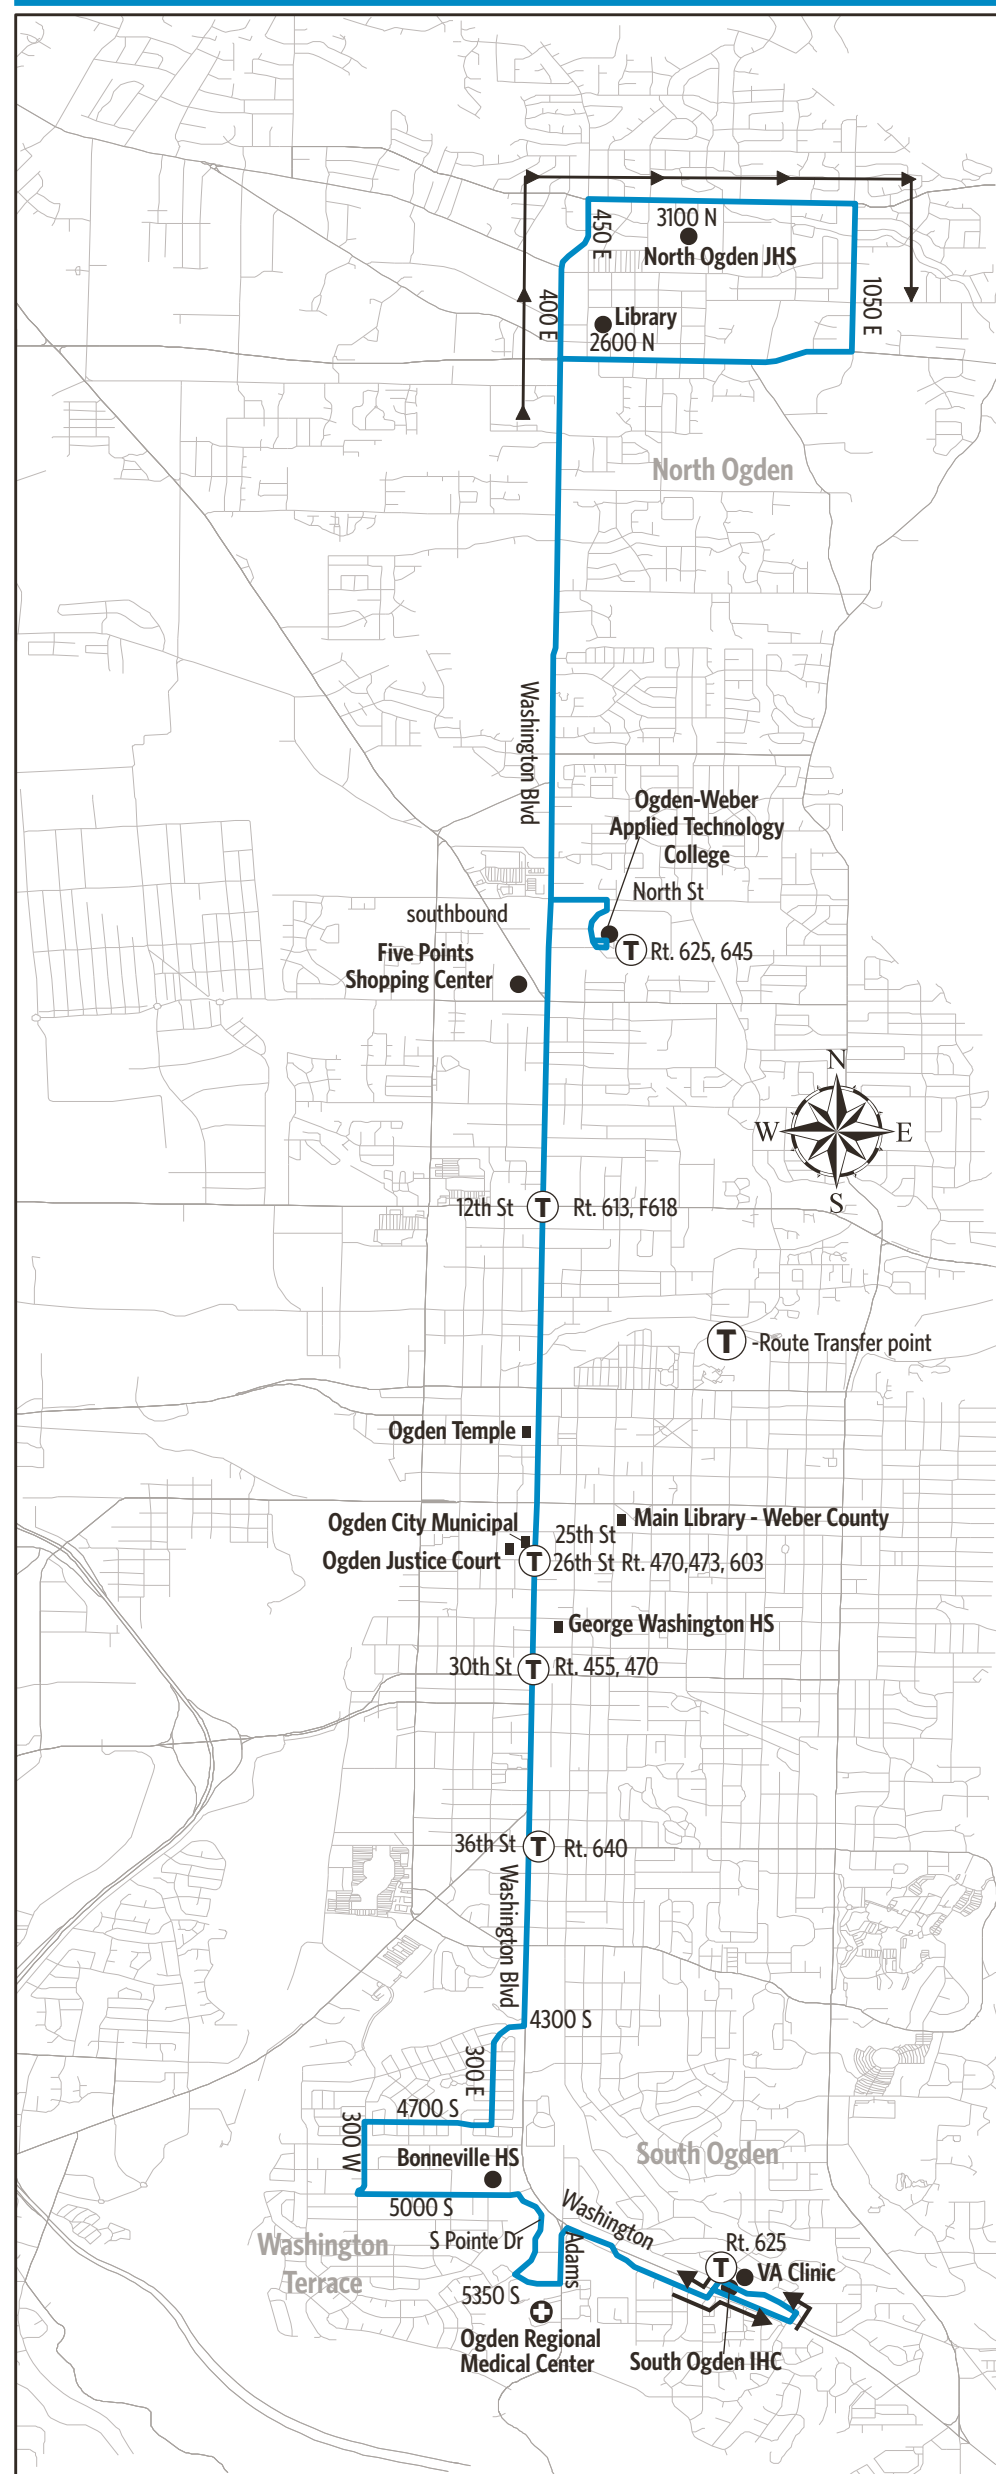 3100 N
450 E
North Ogden JHS
1050 E
400 E
Library
2600 N
North Ogden
Washington Blvd
Ogden-Weber
Applied Technology
College
North St
southbound
Rt. 625, 645
Five Points
Shopping Center
N
W
E
S
12th St
T
Rt. 613, F618
T
-Route Transfer point
Ogden Temple
Main Library - Weber County
Ogden City Municipal
25th St
Ogden Justice Court
T
26th St Rt. 470,473, 603
George Washington HS
30th St
T
Rt. 455, 470
36th St
T
Rt. 640
Washington Blvd
4300 S
300 E
4700 S
300 W
Bonneville HS
South Ogden
5000 S
Washington
S Pointe Dr
Adams
Washington
Terrace
Rt. 625
T
VA Clinic
5350 S
Ogden Regional
Medical Center
South Ogden IHC
T